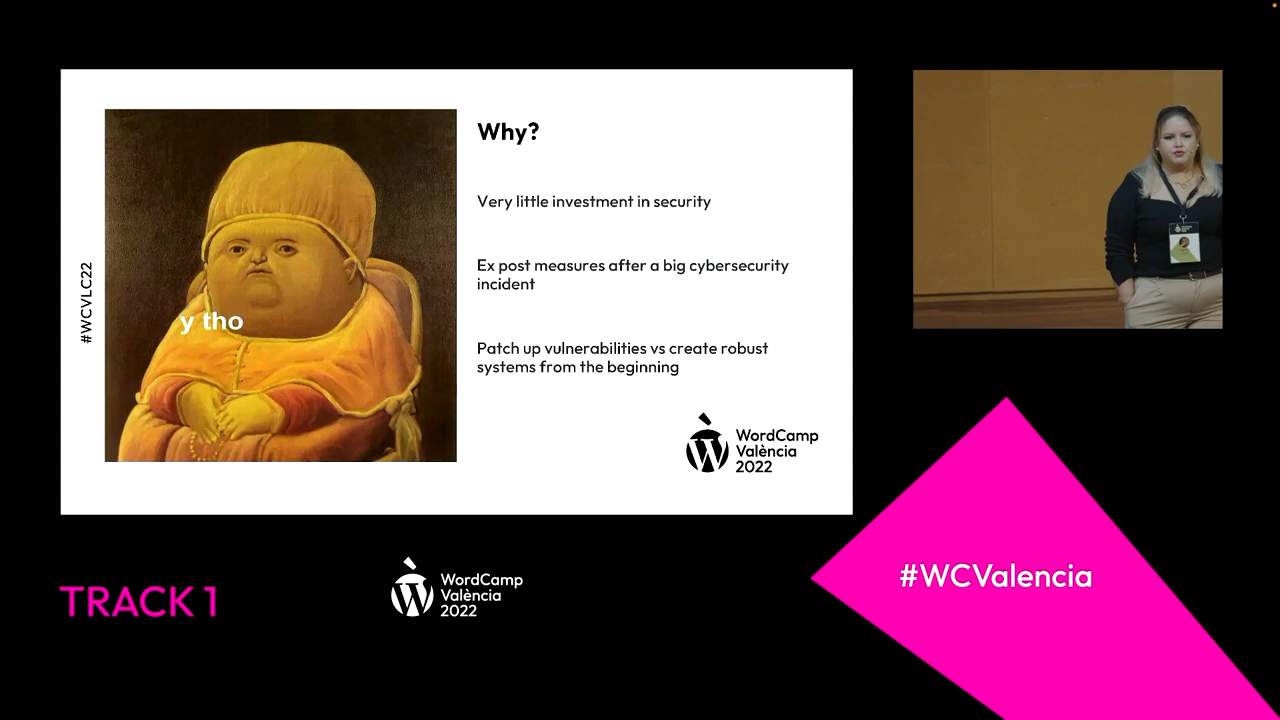 #WCVLC22
y tho
Why?
Very little investment in security
Ex post measures after a big cybersecurity
incident
Patch up vulnerabilities vs create robust
systems from the beginning
WordCamp
València
2022
TRACK 1
WordCamp
València
2022
#WCValencia